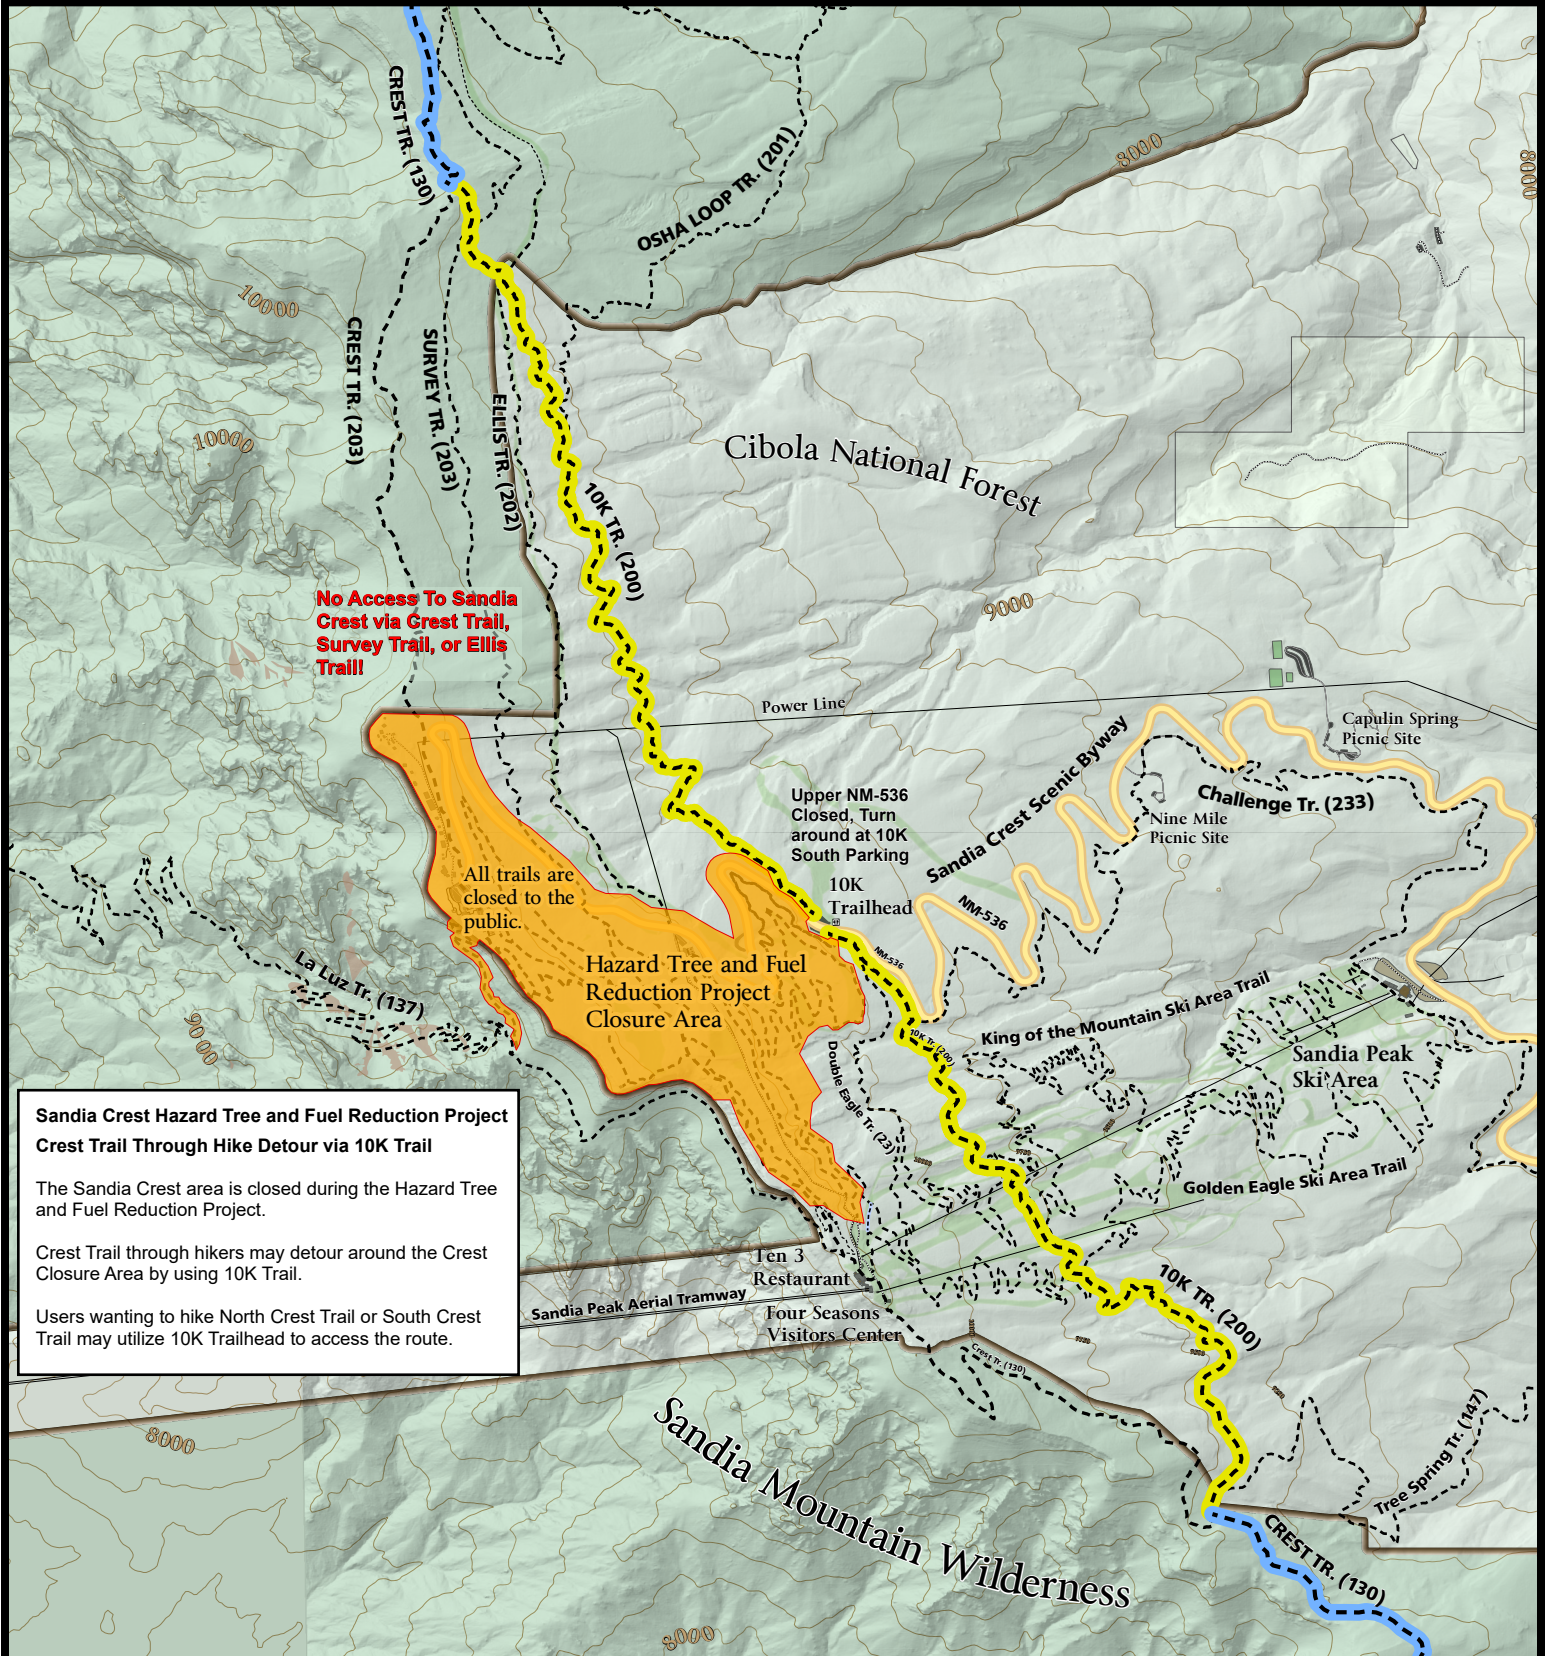 CREST TR. (130)
OSHA LOOP TR. (201)
8000
8000
10000
CREST TR. (203)
SURVEY TR. (203)
ELLIS TR. (202)
10000
Cibola National Forest
10K TR. (200)
No Access To Sandia
Crest via Crest Trail,
Survey Trail, or Ellis
Trail!
9000
Power Line
Capulin Spring
Picnic Site
Sandia Crest Scenic Byway
Challenge Tr. (233)
Nine Mile
Picnic Site
Upper NM-536
Closed, Turn
around at 10K
South Parking
10K
Trailhead
NM-536
NM-536
All trails are
closed to the
public.
Hazard Tree and Fuel
Reduction Project
Closure Area
La Luz Tr. (137)
9000
King of the Mountain Ski Area Trail
10K Tr. (200)
Sandia Peak
Ski Area
Double Eagle Tr. (23)
Golden Eagle Ski Area Trail
Sandia Crest Hazard Tree and Fuel Reduction Project
Crest Trail Through Hike Detour via 10K Trail
The Sandia Crest area is closed during the Hazard Tree
and Fuel Reduction Project.
Crest Trail through hikers may detour around the Crest
Closure Area by using 10K Trail.
Users wanting to hike North Crest Trail or South Crest
Trail may utilize 10K Trailhead to access the route.
Ten 3
Restaurant
Sandia Peak Aerial Tramway
Four Seasons
Visitors Center
10K TR. (200)
Crest Tr. (130)
Tree Spring Tr. (147)
8000
Sandia Mountain Wilderness
CREST TR. (130)
8000